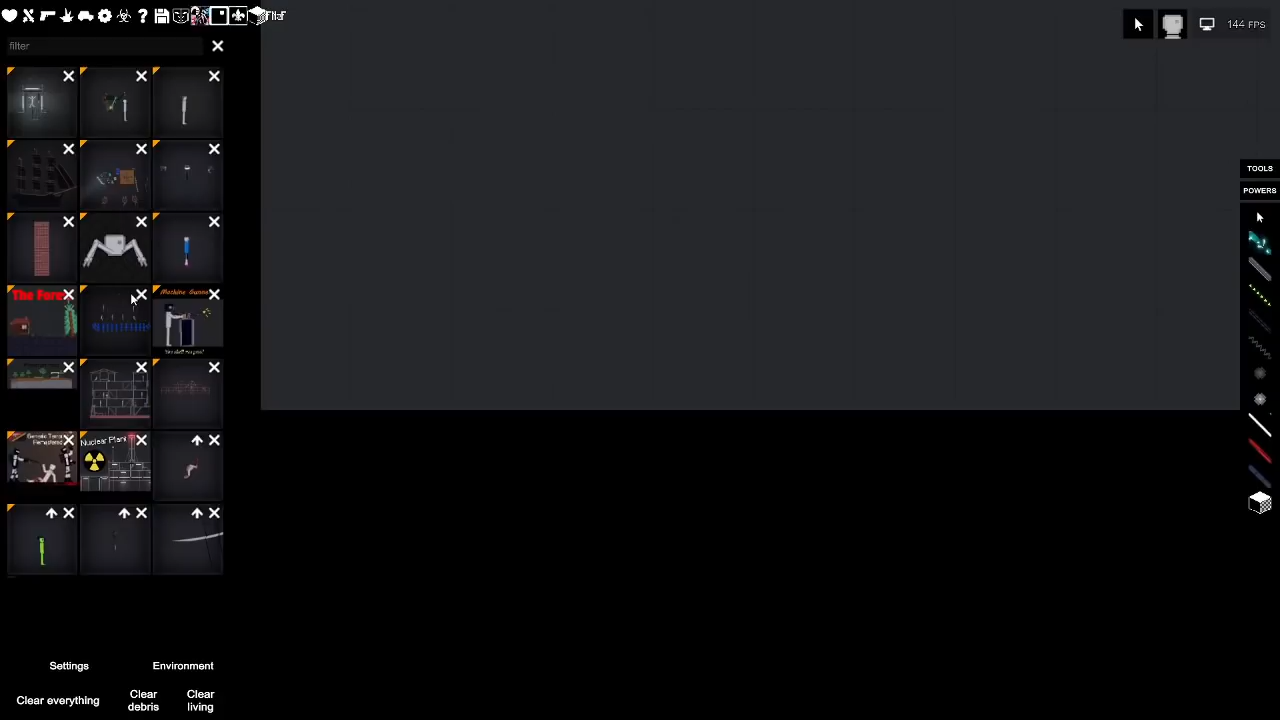 144 FPS
filter
TOOLS
POWERS
The Fore
Nuclear Plant
Settings
Environment
Clear everything
Clear debris
Clear living